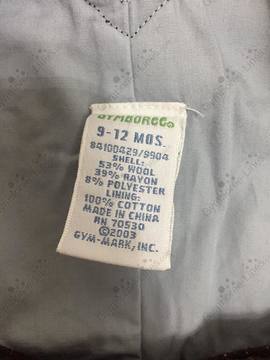 GYMBOREE®
9-12 MOS.
84100429/9904
SHELL:
53% WOOL
39% RAYON
8% POLYESTER
LINING:
100% COTTON
MADE IN CHINA
RN 70530
©2003
GYM-MARK, INC.